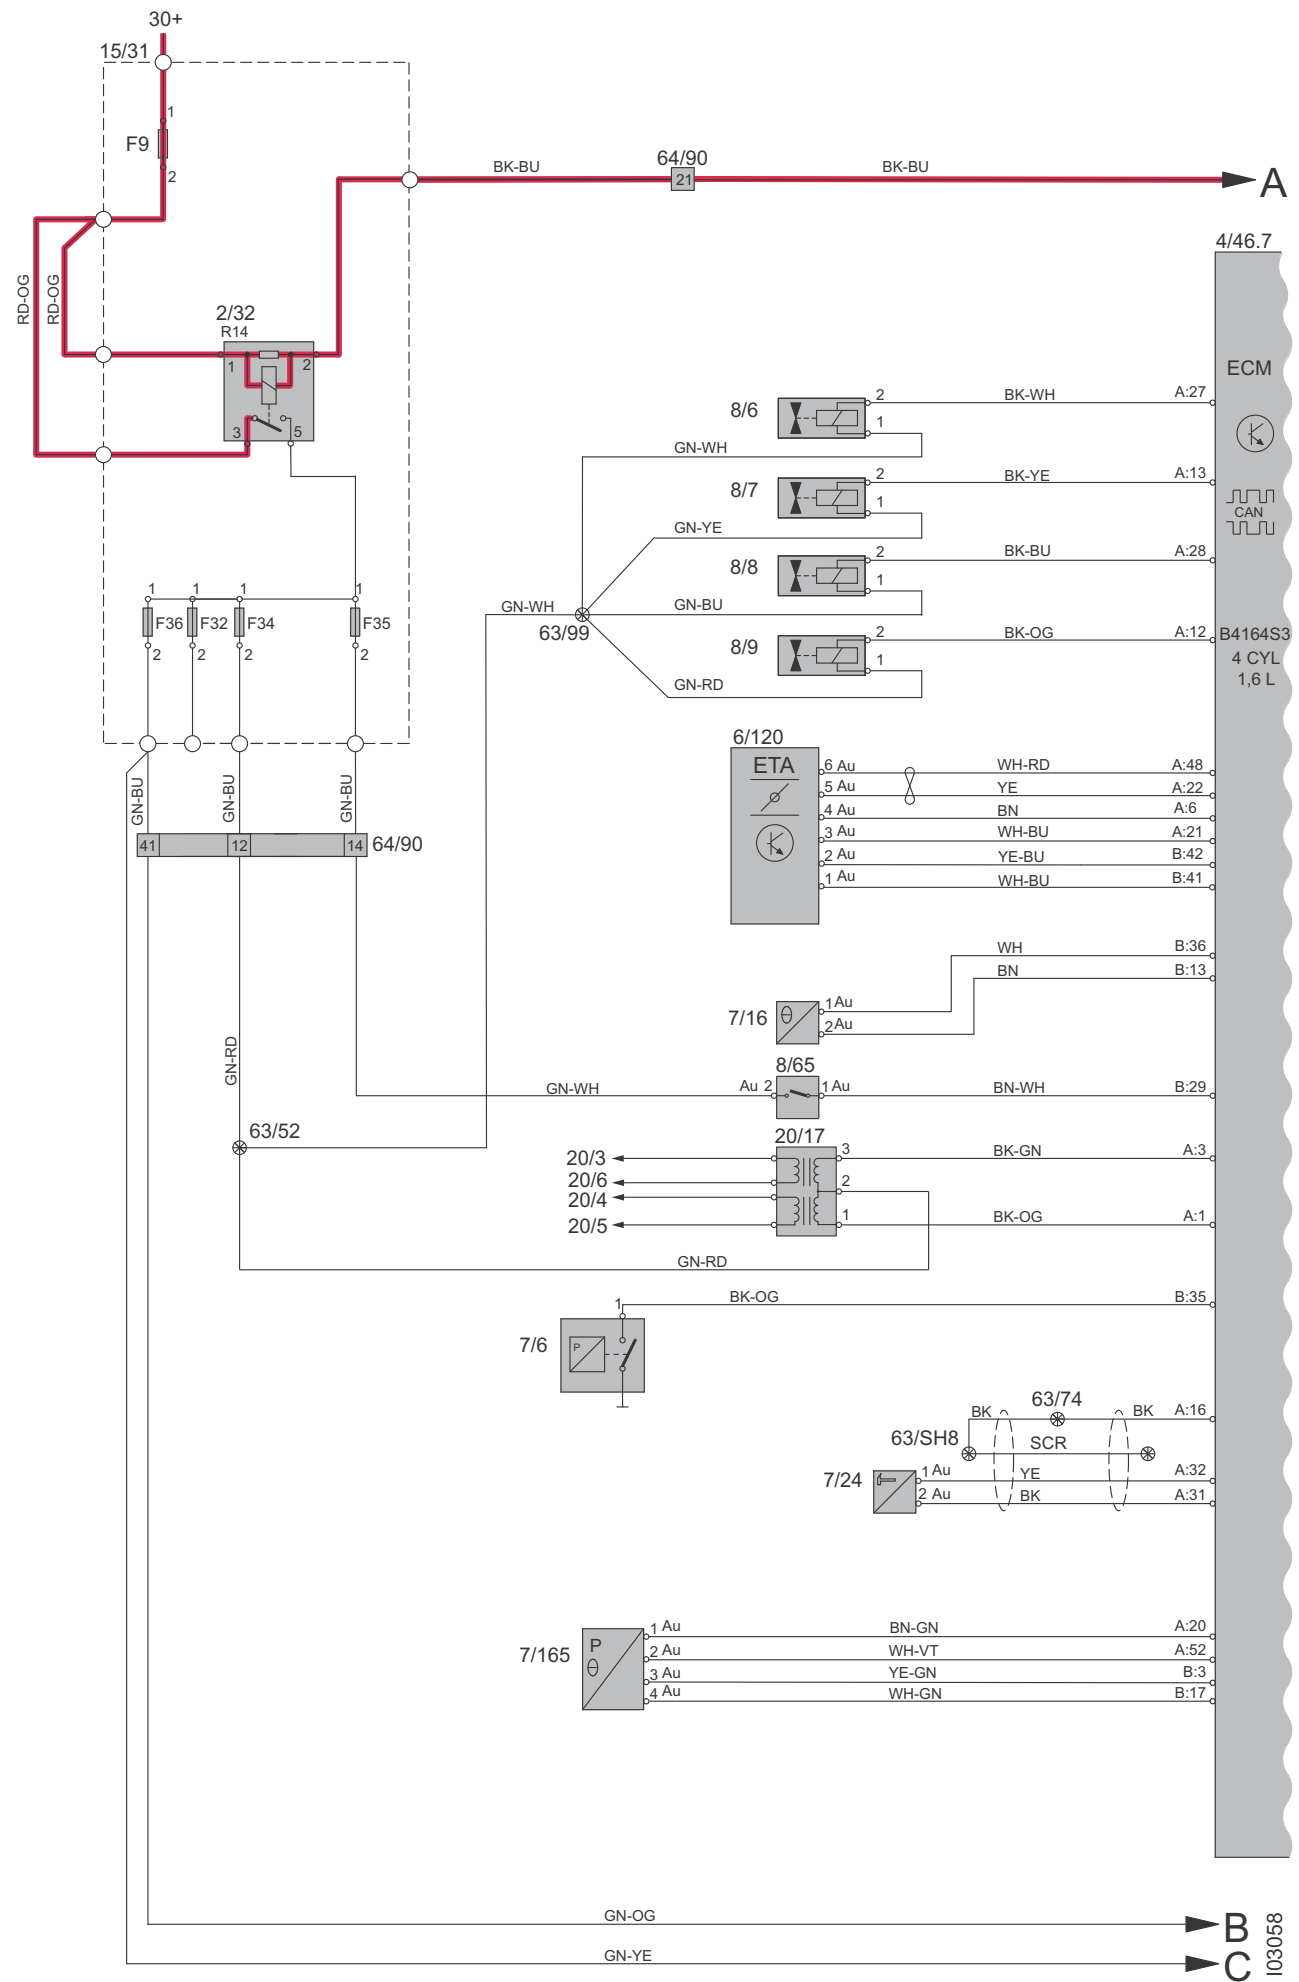 30+
15/31
1
F9
2
BK-BU
64/90
21
BK-BU
A
4/46.7
RD-OG
RD-OG
2/32
R14
1
2
3
5
ECM
CAN
B4164S3
4 CYL
1,6 L
8/6
2
BK-WH
A:27
1
GN-WH
8/7
2
BK-YE
A:13
1
GN-YE
8/8
2
BK-BU
A:28
1
GN-BU
8/9
2
BK-OG
A:12
1
GN-RD
GN-WH
63/99
1
1
1
1
F36
F32
F34
F35
2
2
2
2
GN-BU
GN-BU
GN-BU
41
12
14
64/90
6/120
ETA
6 Au
WH-RD
A:48
5 Au
YE
A:22
4 Au
BN
A:6
3 Au
WH-BU
A:21
2 Au
YE-BU
B:42
1 Au
WH-BU
B:41
WH
B:36
BN
B:13
7/16
1 Au
2 Au
GN-RD
8/65
GN-WH
Au 2
1 Au
BN-WH
B:29
63/52
20/17
20/3
3
BK-GN
A:3
20/6
2
20/4
20/5
1
BK-OG
A:1
GN-RD
1
BK-OG
B:35
7/6
P
63/74
BK
BK
A:16
63/SH8
SCR
7/24
1 Au
YE
A:32
2 Au
BK
A:31
7/165
P
1 Au
BN-GN
A:20
2 Au
WH-VT
A:52
3 Au
YE-GN
B:3
4 Au
WH-GN
B:17
GN-OG
B
GN-YE
C
I03058